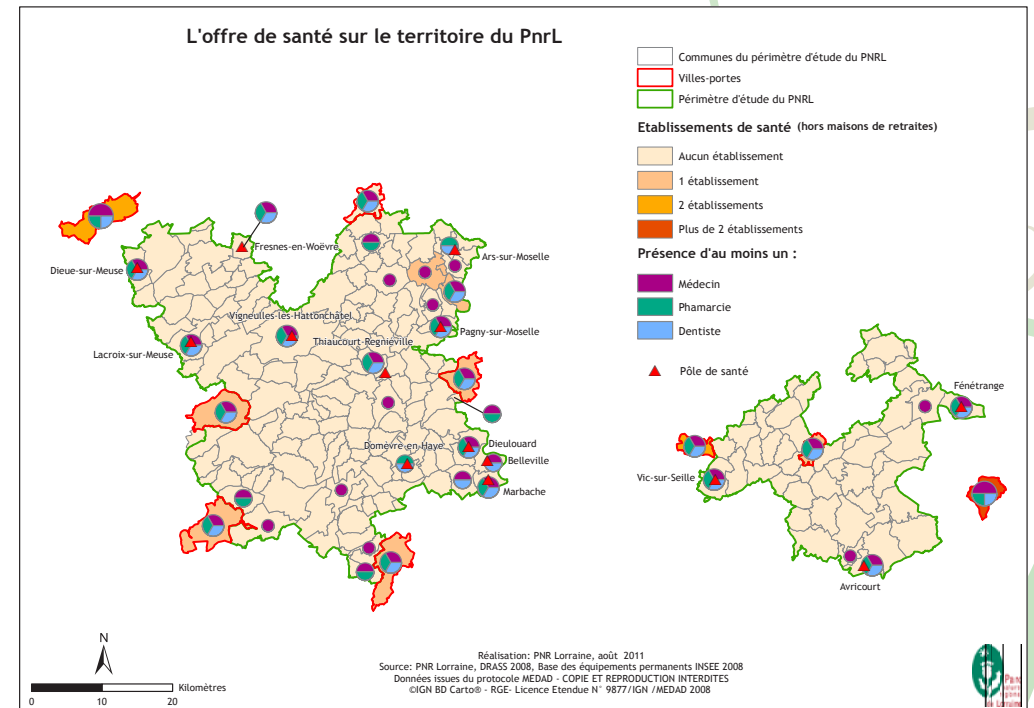 L'offre de santé sur le territoire du PnrL
Communes du périmètre d'étude du PNRL
Villes-portes
Périmètre d'étude du PNRL
Etablissements de santé (hors maisons de retraites)
Aucun établissement
1 établissement
2 établissements
Plus de 2 établissements
Présence d'au moins un :
Médecin
Phamarcie
Dentiste
Pôle de santé
Fresnes-en-Woëvre
Ars-sur-Moselle
Dieue-sur-Meuse
Vigneulles-lès-Hattonchâtel
Pagny-sur-Moselle
Thiaucourt-Regniéville
Lacroix-sur-Meuse
Fénétrange
Domèvre-en-Haye
Dieulouard
Belleville
Vic-sur-Seille
Marbache
Avricourt
N
Kilomètres
0 10 20
Réalisation: PNR Lorraine, août 2011
Source: PNR Lorraine, DRASS 2008, Base des équipements permanents INSEE 2008
Données issues du protocole MEDAD - COPIE ET REPRODUCTION INTERDITES
©IGN BD Carto® - RGE- Licence Etendue N° 9877/IGN /MEDAD 2008
Parc
naturel
régional
de Lorraine